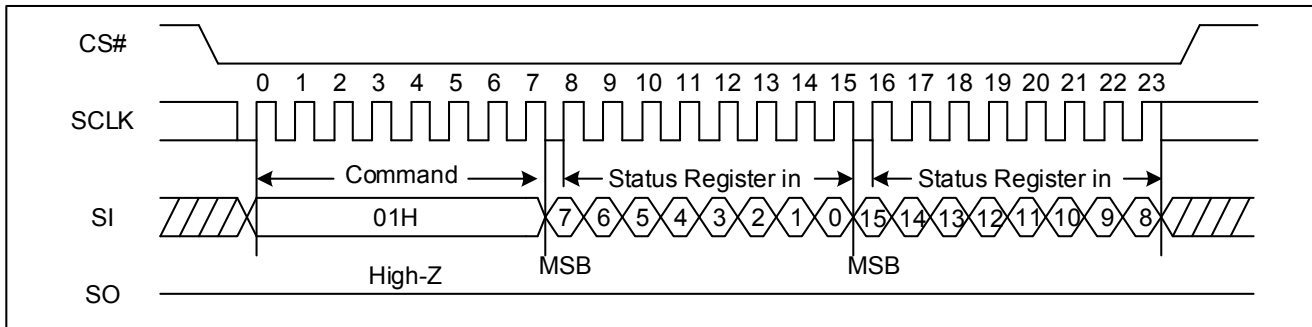 CS#
0 1 2 3 4 5 6 7 8 9 10 11 12 13 14 15 16 17 18 19 20 21 22 23
SCLK
Command Status Register in Status Register in
SI 01H 7 6 5 4 3 2 1 0 15 14 13 12 11 10 9 8
MSB MSB
High-Z
SO